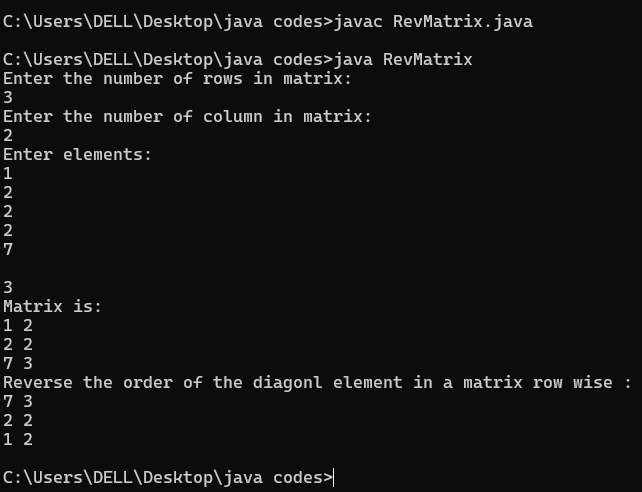 C:\Users\DELL\Desktop\java codes>javac RevMatrix.java
C:\Users\DELL\Desktop\java codes>java RevMatrix
Enter the number of rows in matrix:
3
Enter the number of column in matrix:
2
Enter elements:
1
2
2
2
7
3
Matrix is:
1 2
2 2
7 3
Reverse the order of the diagonl element in a matrix row wise :
7 3
2 2
1 2
C:\Users\DELL\Desktop\java codes>